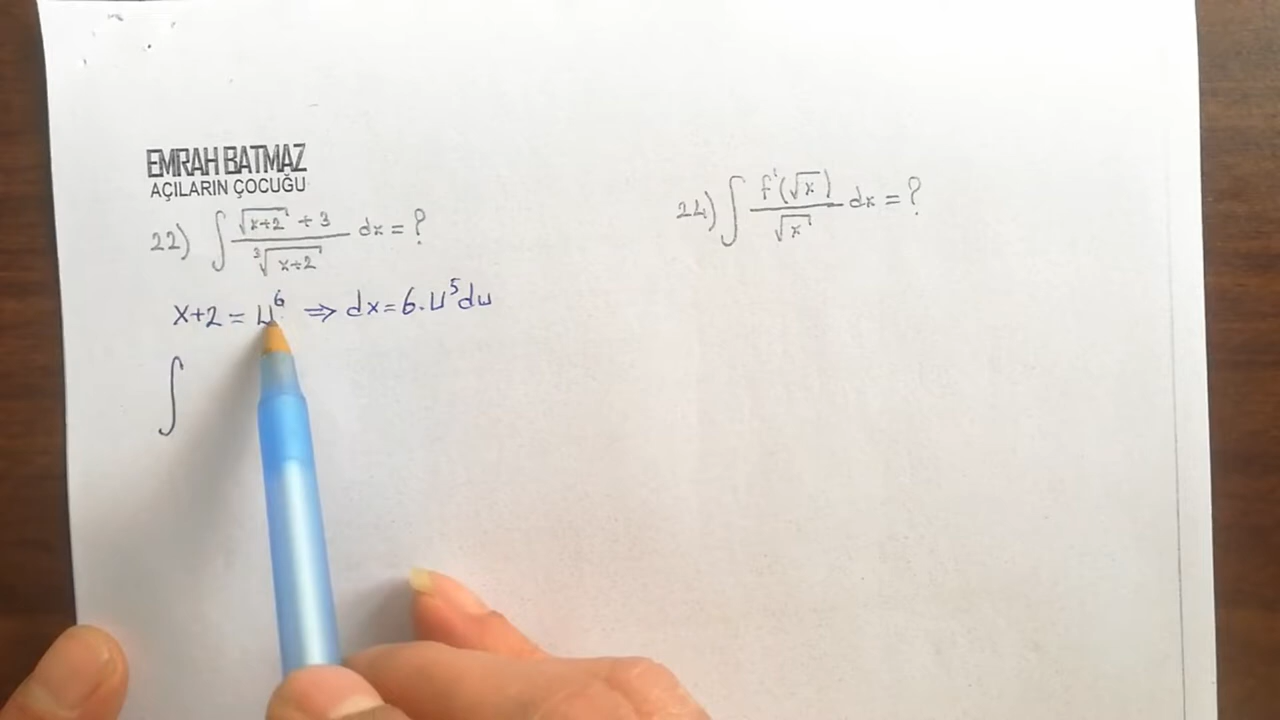 EMRAH BATMAZ
AÇILARIN ÇOCUĞU
22) ∫ (√(x+2) + 3) / ∛(x+2) dx = ?
x+2 = u⁶ ⇒ dx = 6.u⁵du
∫
24) ∫ f'(√x) / √x dx = ?